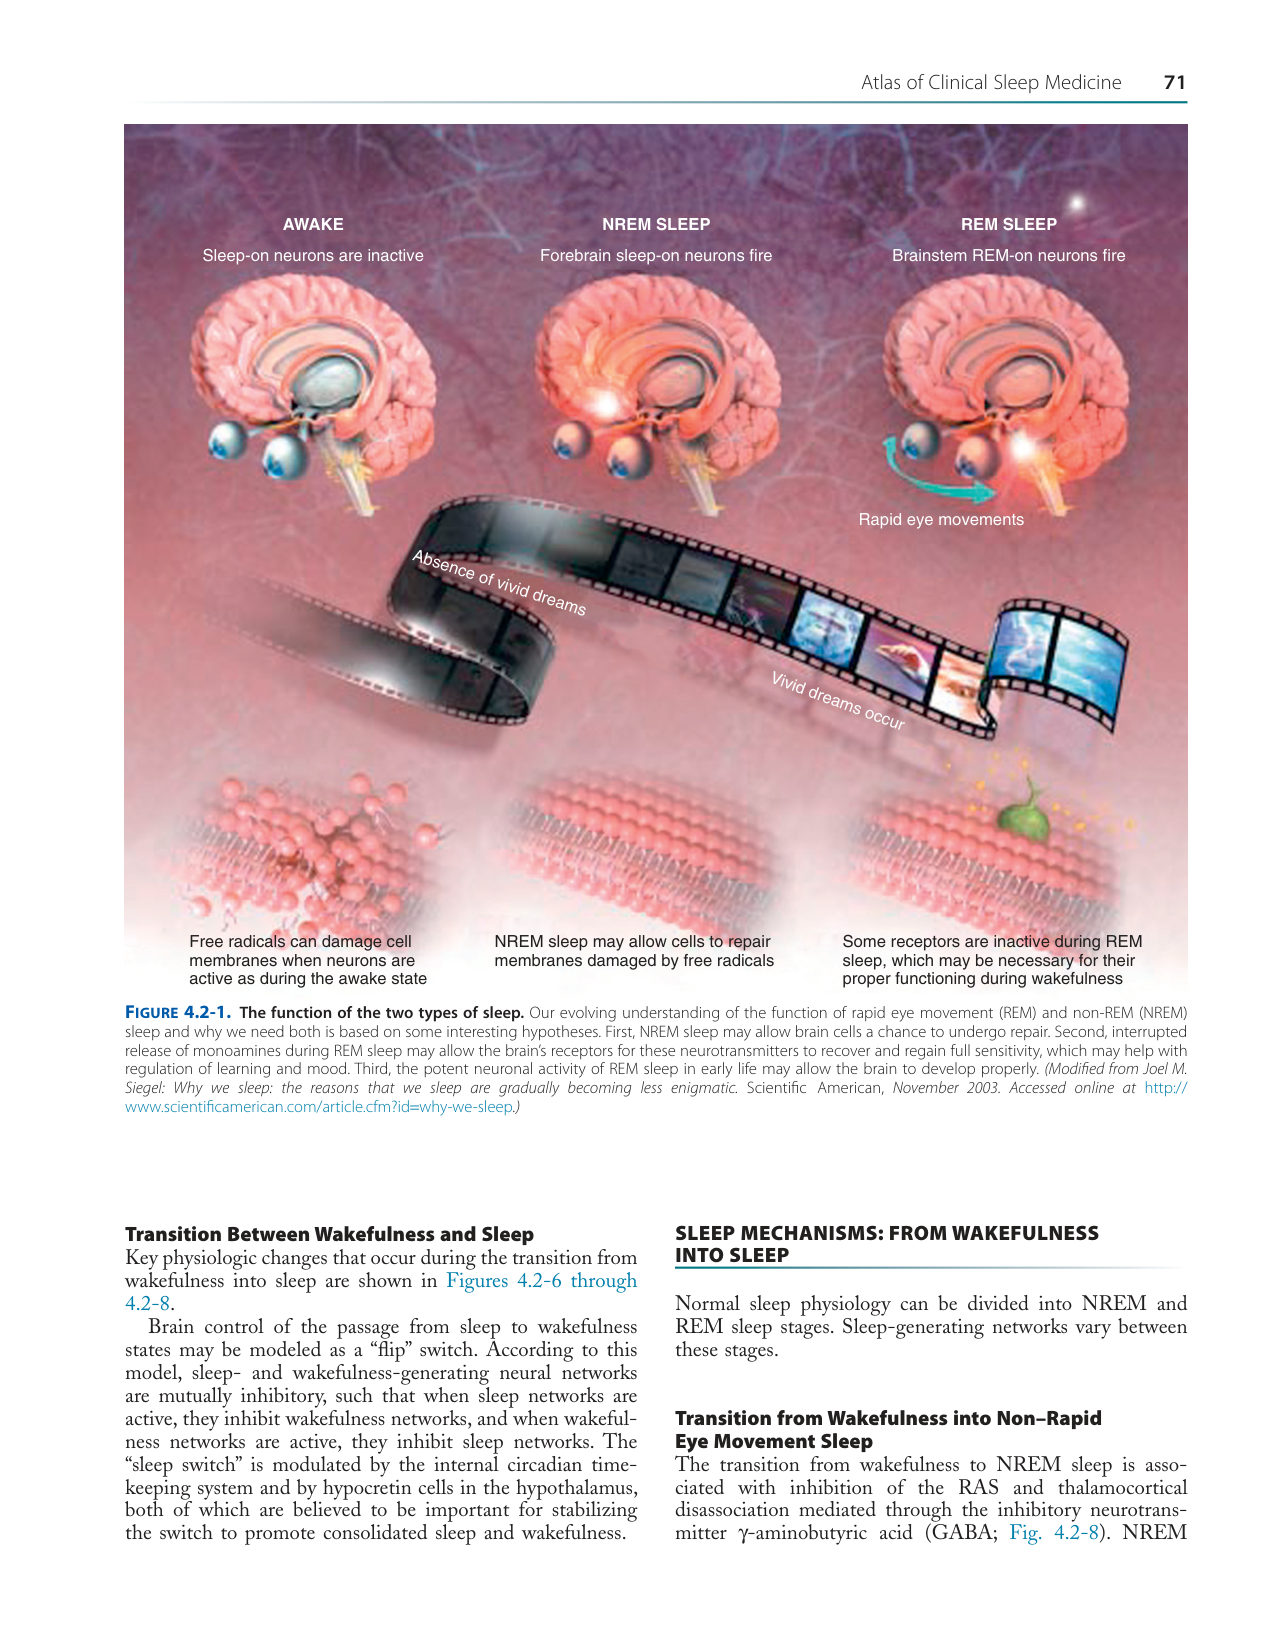 Atlas of Clinical Sleep Medicine 71
AWAKE
Sleep-on neurons are inactive
NREM SLEEP
Forebrain sleep-on neurons fire
REM SLEEP
Brainstem REM-on neurons fire
Rapid eye movements
Absence of vivid dreams
Vivid dreams occur
Free radicals can damage cell
membranes when neurons are
active as during the awake state
NREM sleep may allow cells to repair
membranes damaged by free radicals
Some receptors are inactive during REM
sleep, which may be necessary for their
proper functioning during wakefulness
FIGURE 4.2-1. The function of the two types of sleep. Our evolving understanding of the function of rapid eye movement (REM) and non-REM (NREM)
sleep and why we need both is based on some interesting hypotheses. First, NREM sleep may allow brain cells a chance to undergo repair. Second, interrupted
release of monoamines during REM sleep may allow the brain's receptors for these neurotransmitters to recover and regain full sensitivity, which may help with
regulation of learning and mood. Third, the potent neuronal activity of REM sleep in early life may allow the brain to develop properly. (Modified from Joel M.
Siegel: Why we sleep: the reasons that we sleep are gradually becoming less enigmatic. Scientific American, November 2003. Accessed online at http://
www.scientificamerican.com/article.cfm?id=why-we-sleep.)
Transition Between Wakefulness and Sleep
Key physiologic changes that occur during the transition from
wakefulness into sleep are shown in Figures 4.2-6 through
4.2-8.
Brain control of the passage from sleep to wakefulness
states may be modeled as a “flip” switch. According to this
model, sleep- and wakefulness-generating neural networks
are mutually inhibitory, such that when sleep networks are
active, they inhibit wakefulness networks, and when wakeful-
ness networks are active, they inhibit sleep networks. The
“sleep switch” is modulated by the internal circadian time-
keeping system and by hypocretin cells in the hypothalamus,
both of which are believed to be important for stabilizing
the switch to promote consolidated sleep and wakefulness.
SLEEP MECHANISMS: FROM WAKEFULNESS
INTO SLEEP
Normal sleep physiology can be divided into NREM and
REM sleep stages. Sleep-generating networks vary between
these stages.
Transition from Wakefulness into Non–Rapid
Eye Movement Sleep
The transition from wakefulness to NREM sleep is asso-
ciated with inhibition of the RAS and thalamocortical
disassociation mediated through the inhibitory neurotrans-
mitter γ-aminobutyric acid (GABA; Fig. 4.2-8). NREM